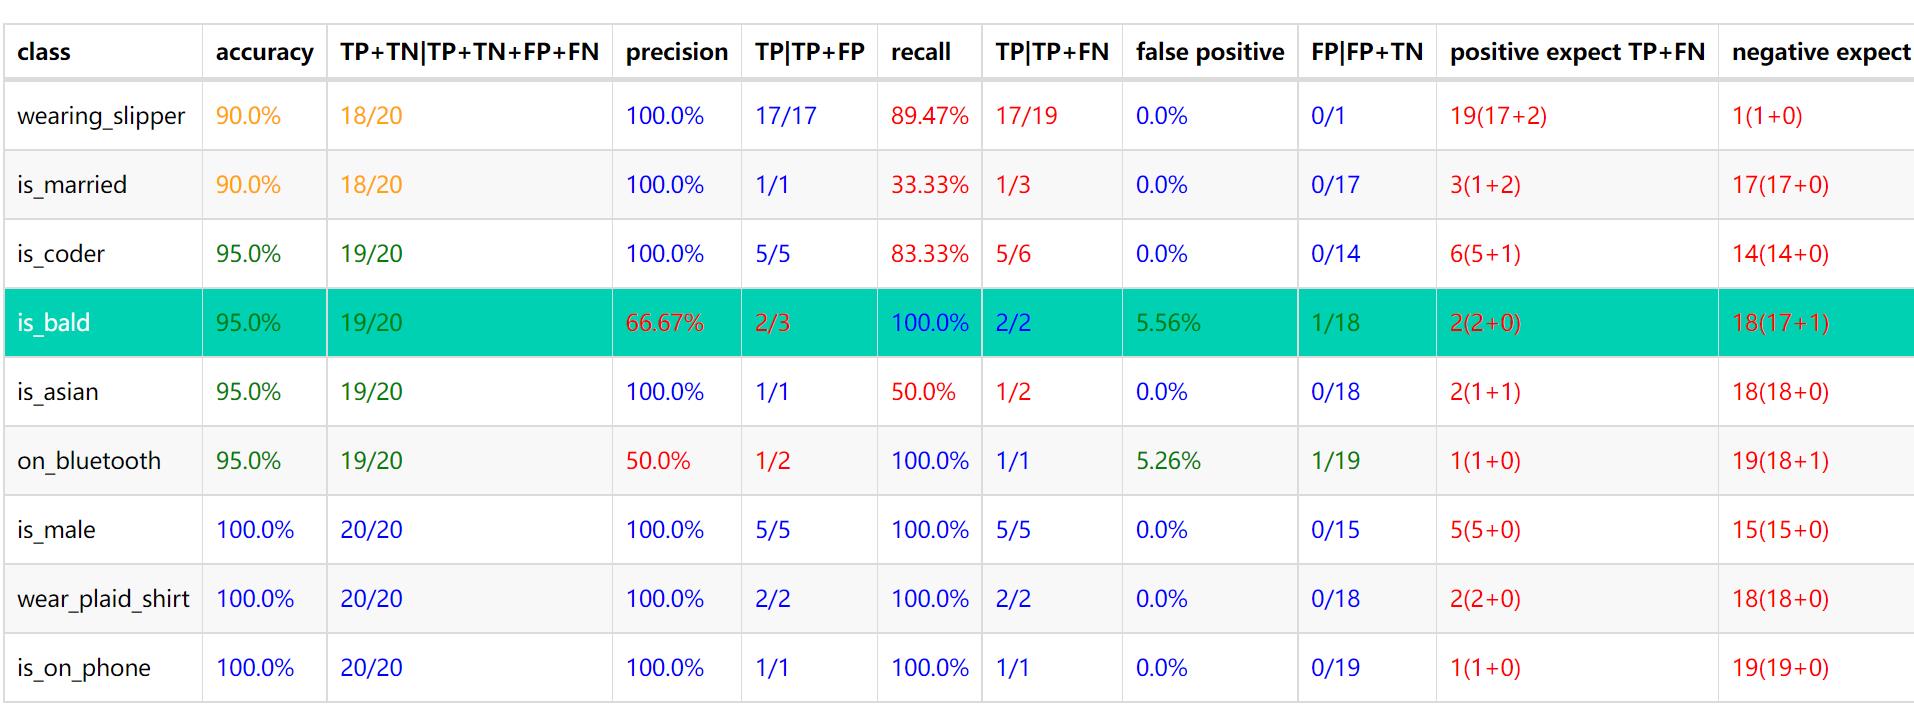 class accuracy TP+TN|TP+TN+FP+FN precision TP|TP+FP recall TP|TP+FN false positive FP|FP+TN positive expect TP+FN negative expect
wearing_slipper 90.0% 18/20 100.0% 17/17 89.47% 17/19 0.0% 0/1 19(17+2) 1(1+0)
is_married 90.0% 18/20 100.0% 1/1 33.33% 1/3 0.0% 0/17 3(1+2) 17(17+0)
is_coder 95.0% 19/20 100.0% 5/5 83.33% 5/6 0.0% 0/14 6(5+1) 14(14+0)
is_bald 95.0% 19/20 66.67% 2/3 100.0% 2/2 5.56% 1/18 2(2+0) 18(17+1)
is_asian 95.0% 19/20 100.0% 1/1 50.0% 1/2 0.0% 0/18 2(1+1) 18(18+0)
on_bluetooth 95.0% 19/20 50.0% 1/2 100.0% 1/1 5.26% 1/19 1(1+0) 19(18+1)
is_male 100.0% 20/20 100.0% 5/5 100.0% 5/5 0.0% 0/15 5(5+0) 15(15+0)
wear_plaid_shirt 100.0% 20/20 100.0% 2/2 100.0% 2/2 0.0% 0/18 2(2+0) 18(18+0)
is_on_phone 100.0% 20/20 100.0% 1/1 100.0% 1/1 0.0% 0/19 1(1+0) 19(19+0)